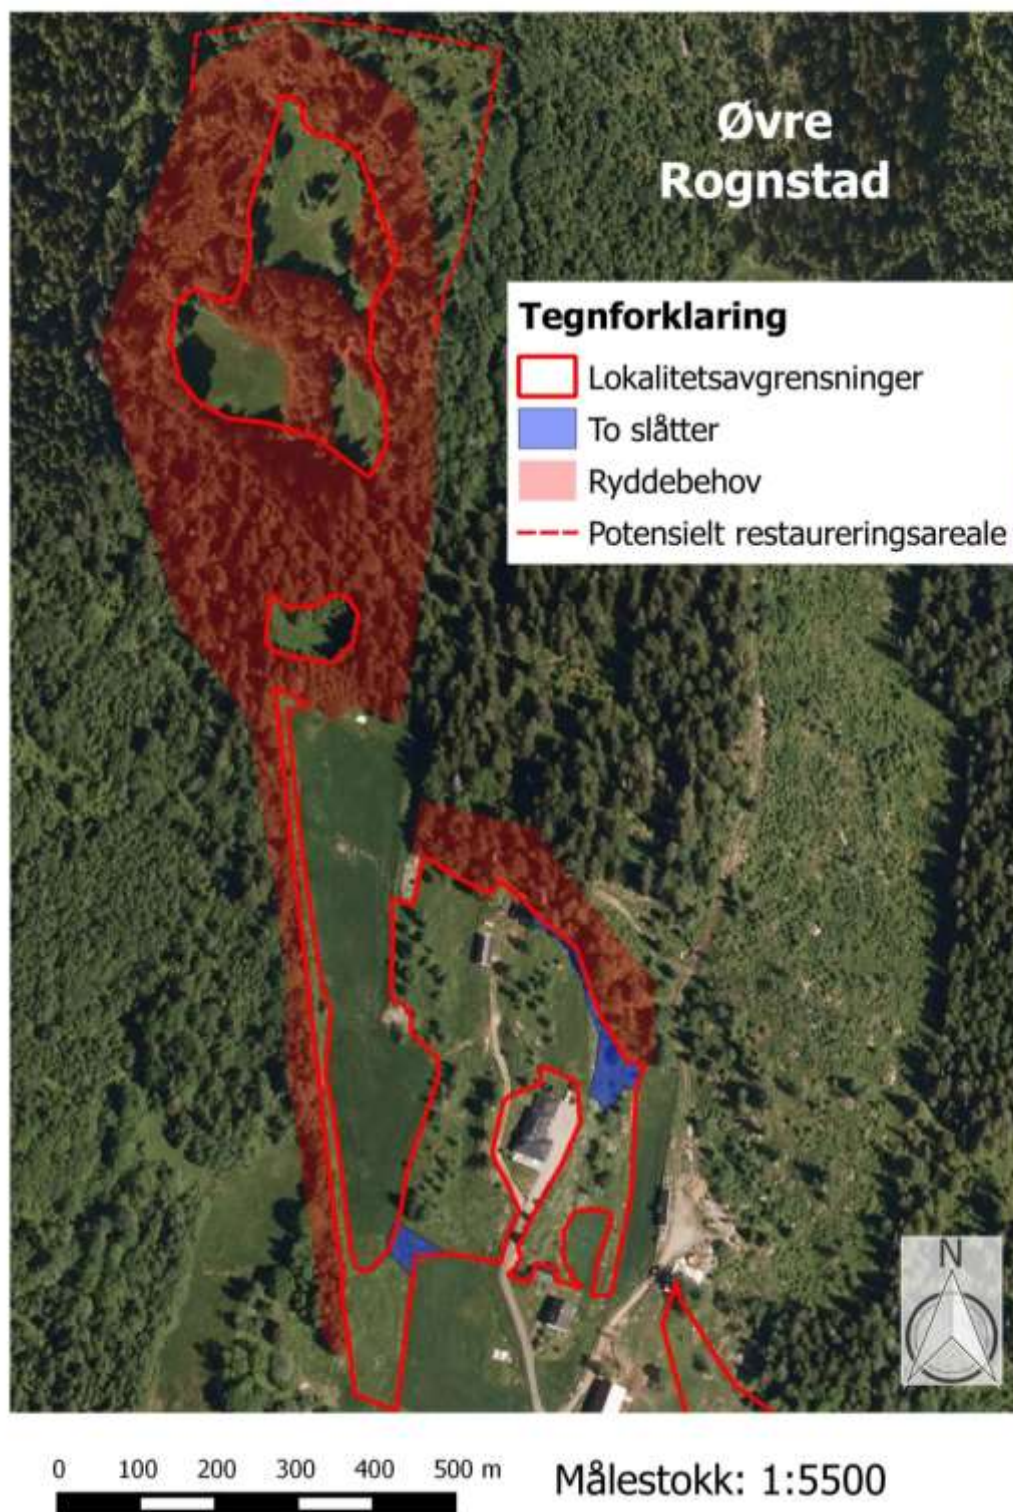 Øvre
Rognstad
Tegnforklaring
Lokalitetsavgrensninger
To slåtter
Ryddebehov
Potensielt restaureringsareale
N
0 100 200 300 400 500 m
Målestokk: 1:5500